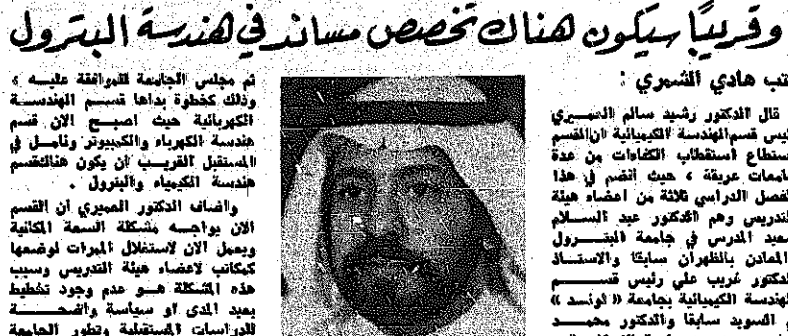 وقريبًا سيكون هناك تخصص مساند في هندسة البترول
كتب هادي الشمري :
قال الدكتور رشيد سالم العميري
رئيس قسم الهندسة الكيميائية ان القسم
استطاع استقطاب الكفاءات من عدة
جامعات عريقة ، حيث انضم في هذا
الفصل الدراسي ثلاثة من اعضاء هيئة
التدريس وهم الدكتور عبد السلام
سعيد المدرس في جامعة البترول
والمعادن بالظهران سابقا والاستاذ
الدكتور غريب علي رئيس قسم
الهندسة الكيميائية بجامعة « لوند »
السويد سابقا والدكتور محمد
ثم مجلس الجامعة للموافقة عليه ،
وذلك كخطوة بداها قسم الهندسة
الكهربائية حيث اصبح الان قسم
هندسة الكهرباء والكمبيوتر ونامل في
المستقبل القريب ان يكون هناك قسم
هندسة الكيمياء والبترول .
واضاف الدكتور العميري ان القسم
الان يواجه مشكلة السعة المكانية
ويعمل الان لاستغلال الممرات لوضعها
كمكاتب لاعضاء هيئة التدريس وسبب
هذه المشكلة هو عدم وجود تخطيط
بعيد المدى او سياسة واضحة
للدراسات المستقبلية وتطور الجامعة